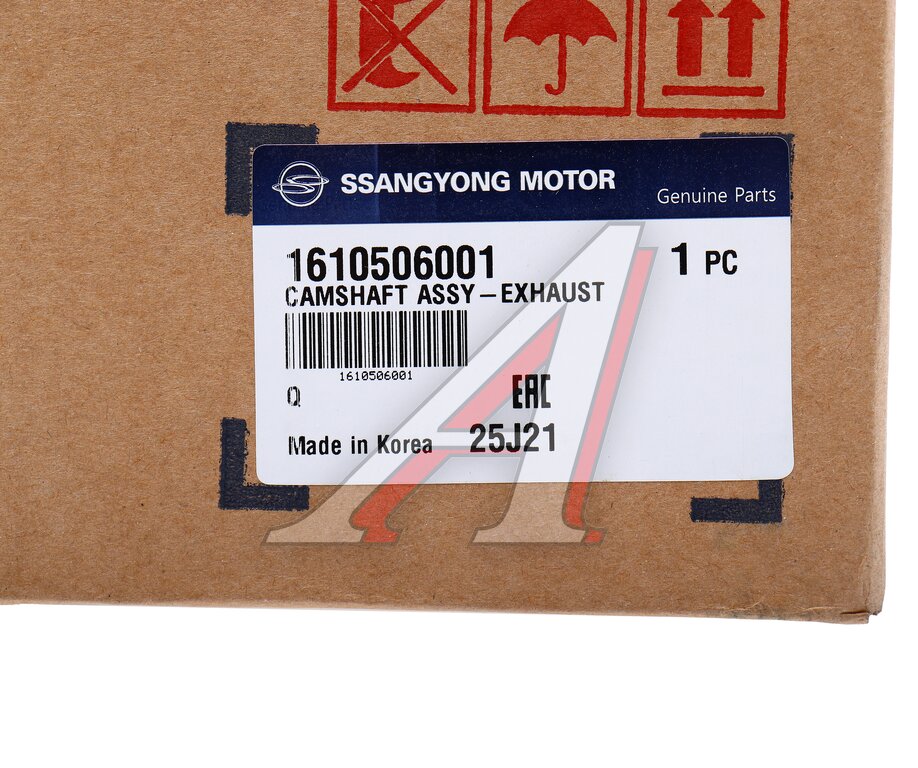 SSANGYONG MOTOR
Genuine Parts
1610506001 1 PC
CAMSHAFT ASSY-EXHAUST
1610506001
Q EAC
Made in Korea 25J21